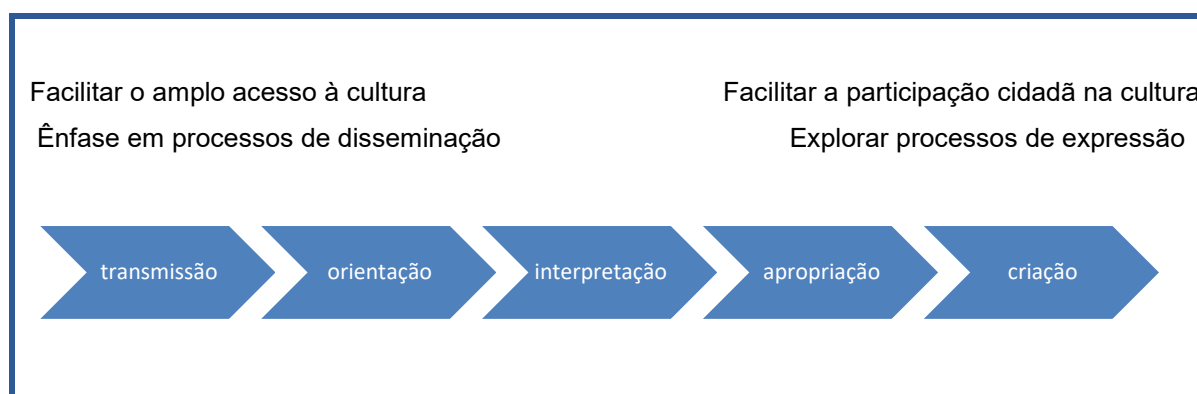 Facilitar o amplo acesso à cultura
Facilitar a participação cidadã na cultura
Ênfase em processos de disseminação
Explorar processos de expressão
transmissão
orientação
interpretação
apropriação
criação